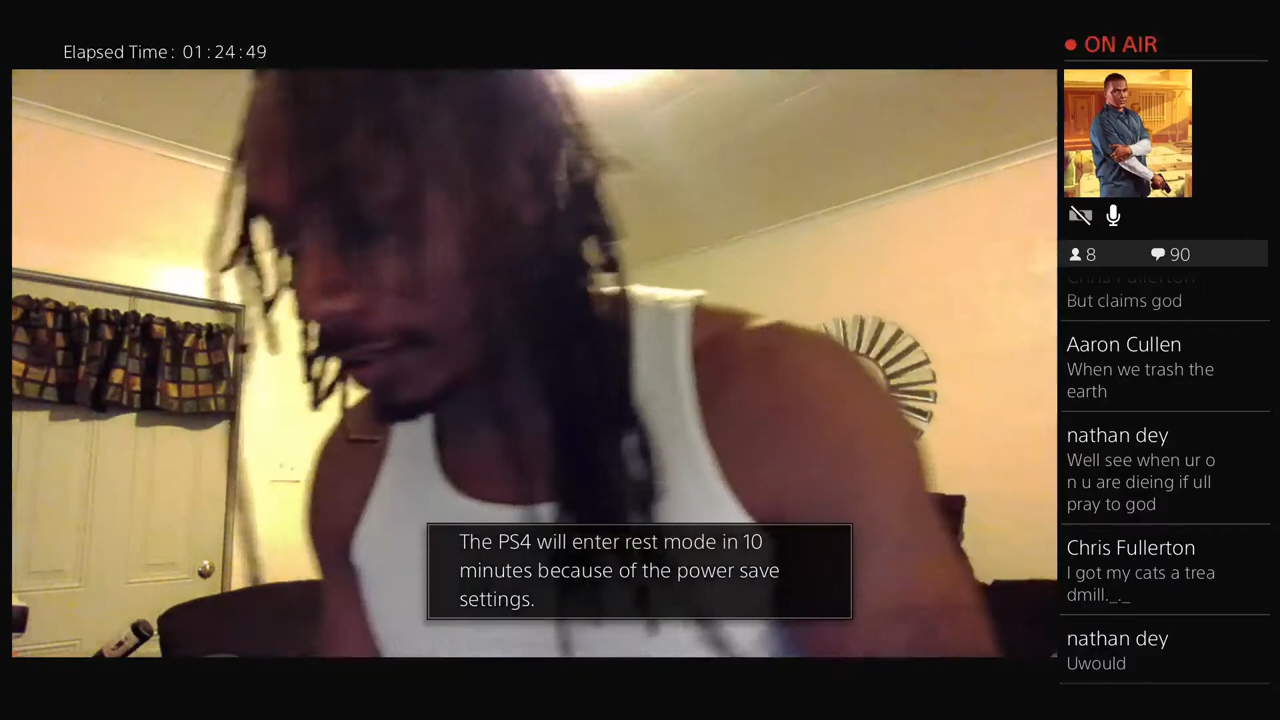 Elapsed Time: 01:24:49
ON AIR
8
90
Chris Fullerton
But claims god
Aaron Cullen
When we trash the
earth
nathan dey
Well see when ur o
n u are dieing if ull
pray to god
Chris Fullerton
I got my cats a trea
dmill._._
nathan dey
Uwould
The PS4 will enter rest mode in 10
minutes because of the power save
settings.